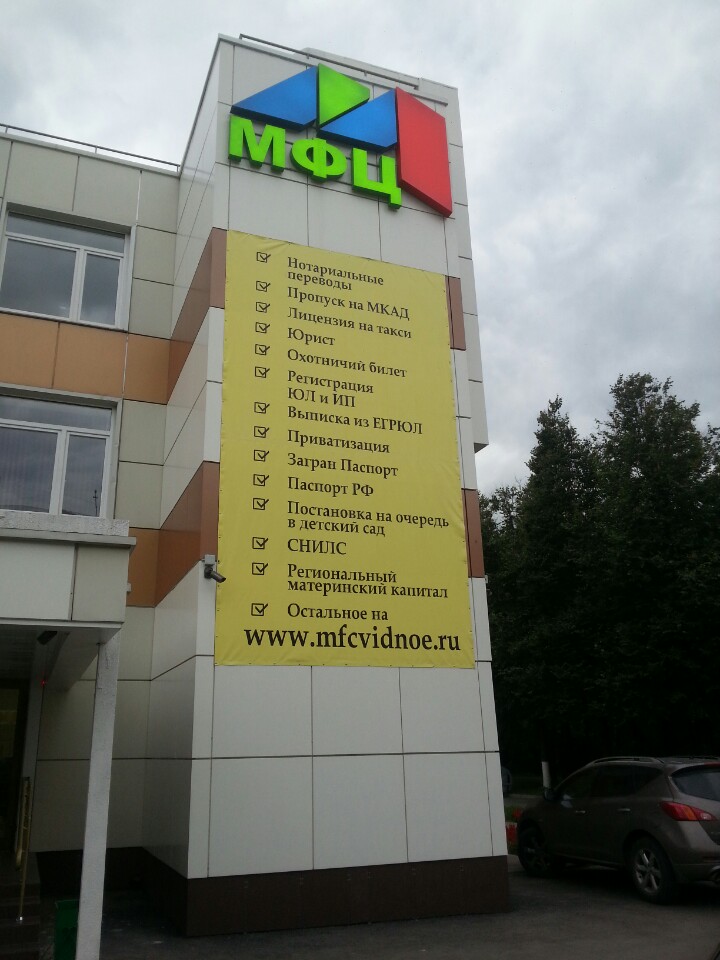 МФЦ
Нотариальные
переводы
Пропуск на МКАД
Лицензия на такси
Юрист
Охотничий билет
Регистрация
ЮЛ и ИП
Выписка из ЕГРЮЛ
Приватизация
Загран Паспорт
Паспорт РФ
Постановка на очередь
в детский сад
СНИЛС
Региональный
материнский капитал
Остальное на
www.mfcvidnoe.ru